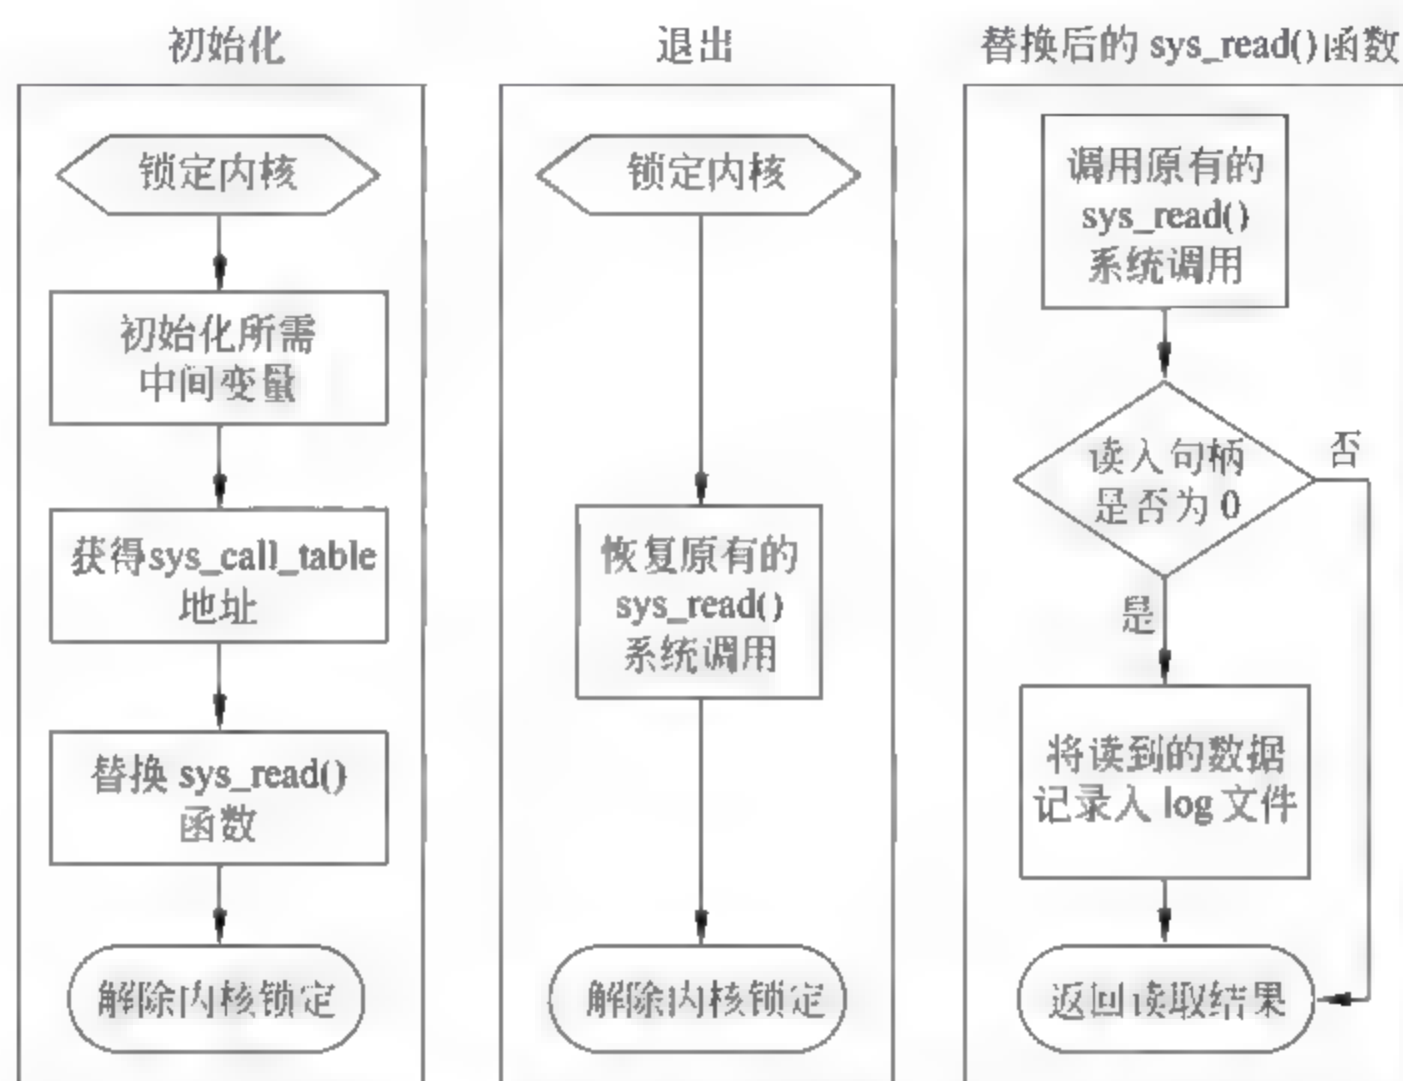 初始化
锁定内核
初始化所需
中间变量
获得sys_call_table
地址
替换 sys_read()
函数
解除内核锁定
退出
锁定内核
恢复原有的
sys_read()
系统调用
解除内核锁定
替换后的 sys_read()函数
调用原有的
sys_read()
系统调用
读入句柄
是否为 0
否
是
将读到的数据
记录入 log 文件
返回读取结果